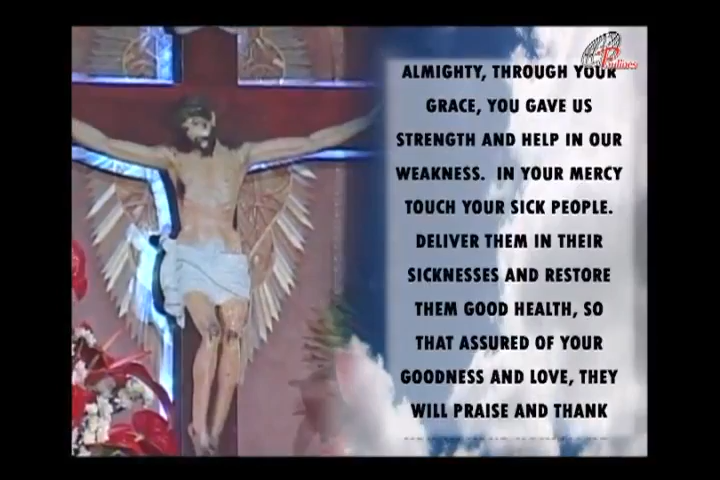 ALMIGHTY, THROUGH YOUR
GRACE, YOU GAVE US
STRENGTH AND HELP IN OUR
WEAKNESS. IN YOUR MERCY
TOUCH YOUR SICK PEOPLE.
DELIVER THEM IN THEIR
SICKNESSES AND RESTORE
THEM GOOD HEALTH, SO
THAT ASSURED OF YOUR
GOODNESS AND LOVE, THEY
WILL PRAISE AND THANK